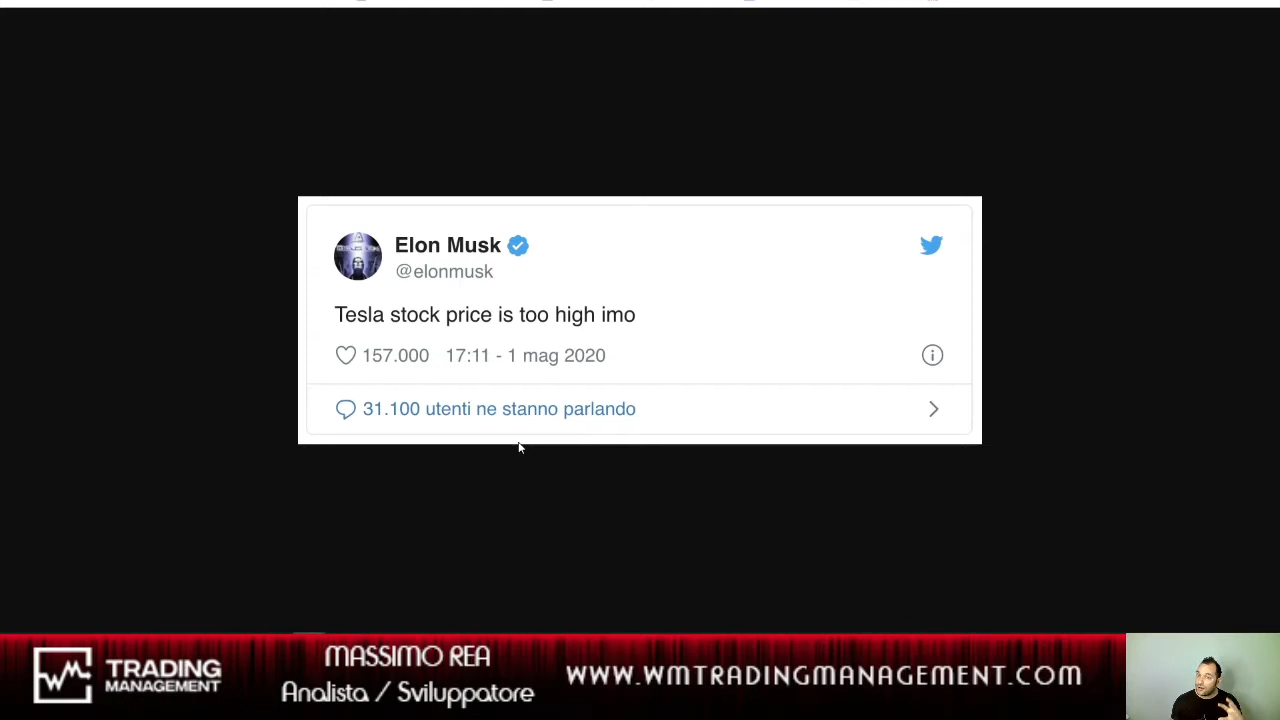 Elon Musk
@elonmusk
Tesla stock price is too high imo
157.000 17:11 - 1 mag 2020
31.100 utenti ne stanno parlando
TRADING
MANAGEMENT
MASSIMO REA
Analista / Sviluppatore
WWW.WMTRADINGMANAGEMENT.COM